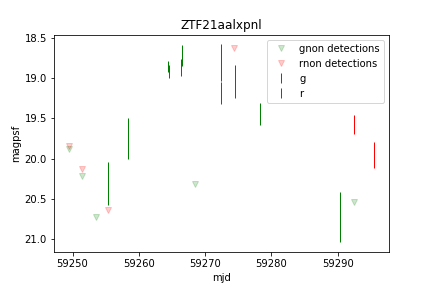 ZTF21aalxpnl
18.5
19.0
19.5
20.0
20.5
21.0
magpsf
gnon detections
rnon detections
g
r
59250 59260 59270 59280 59290
mjd